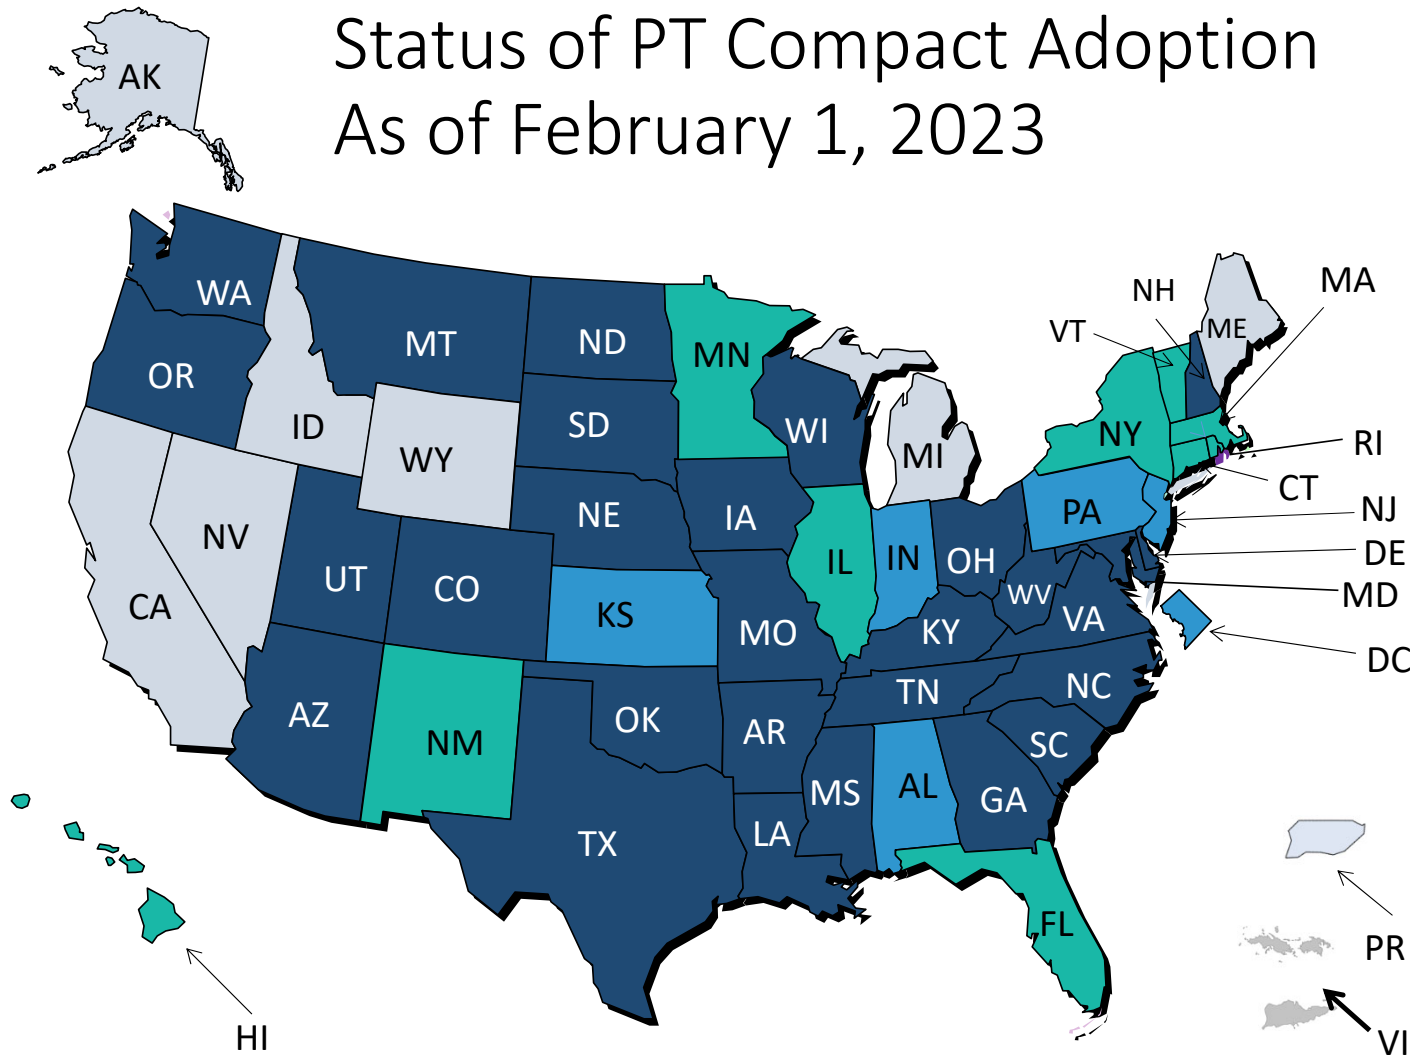 Status of PT Compact Adoption
As of February 1, 2023
AK
WA
MT
ND
MN
NH
MA
VT
ME
OR
ID
SD
WI
NY
WY
MI
RI
CT
NV
NE
IA
PA
NJ
UT
CO
IL
IN
OH
DE
CA
KS
MO
WV
MD
KY
VA
DC
AZ
NM
OK
AR
TN
NC
SC
TX
MS
AL
GA
LA
FL
PR
HI
VI